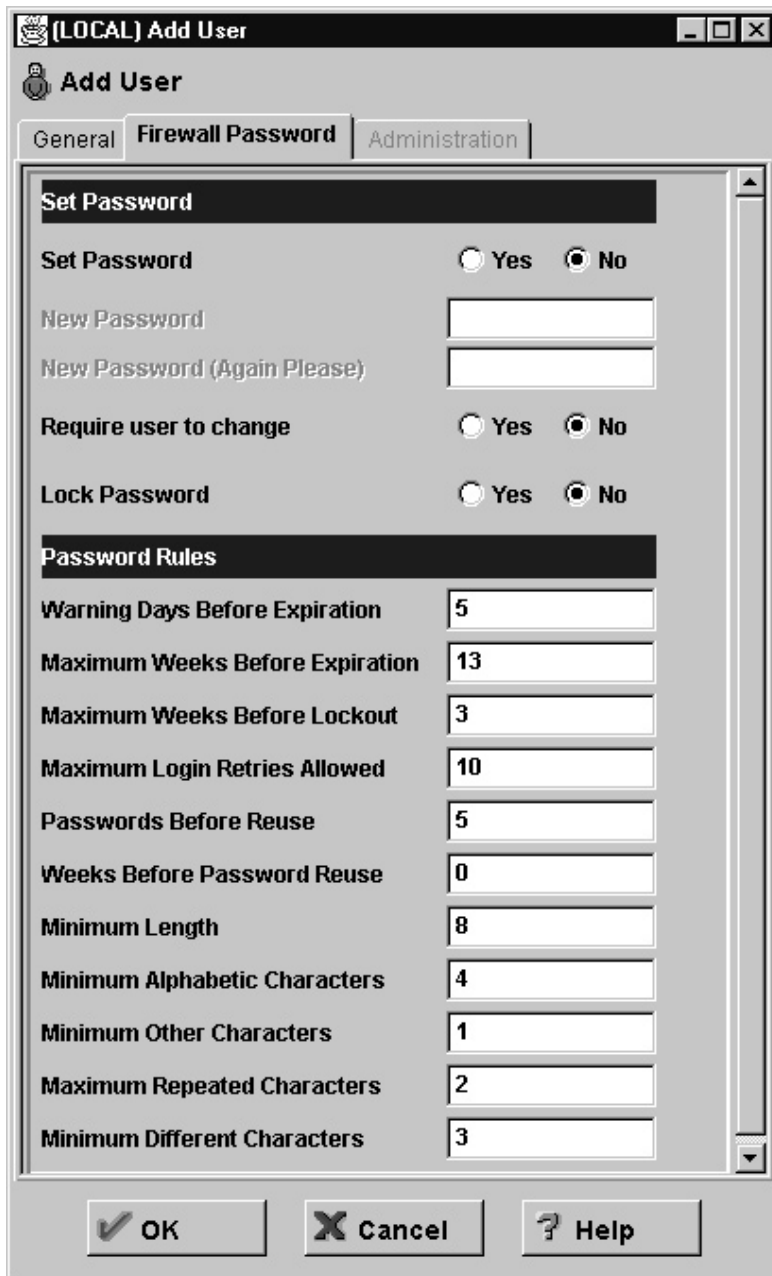 (LOCAL) Add User
Add User
General Firewall Password Administration
Set Password
Set Password Yes No
New Password
New Password (Again Please)
Require user to change Yes No
Lock Password Yes No
Password Rules
Warning Days Before Expiration 5
Maximum Weeks Before Expiration 13
Maximum Weeks Before Lockout 3
Maximum Login Retries Allowed 10
Passwords Before Reuse 5
Weeks Before Password Reuse 0
Minimum Length 8
Minimum Alphabetic Characters 4
Minimum Other Characters 1
Maximum Repeated Characters 2
Minimum Different Characters 3
OK Cancel Help